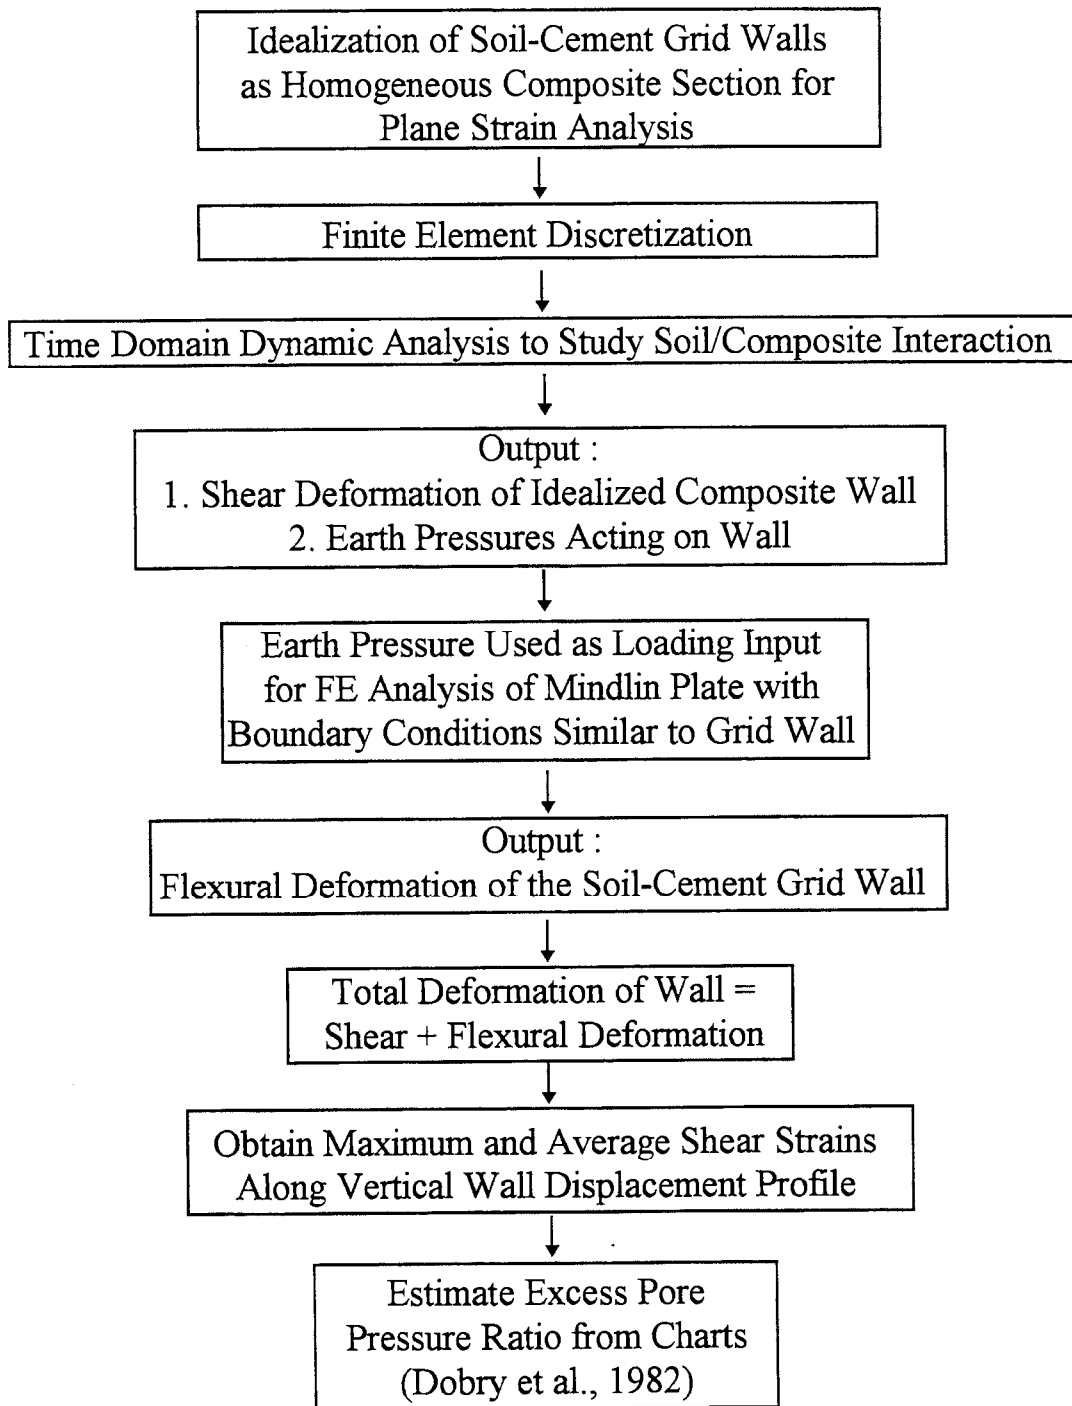 Idealization of Soil-Cement Grid Walls
as Homogeneous Composite Section for
Plane Strain Analysis
Finite Element Discretization
Time Domain Dynamic Analysis to Study Soil/Composite Interaction
Output :
1. Shear Deformation of Idealized Composite Wall
2. Earth Pressures Acting on Wall
Earth Pressure Used as Loading Input
for FE Analysis of Mindlin Plate with
Boundary Conditions Similar to Grid Wall
Output :
Flexural Deformation of the Soil-Cement Grid Wall
Total Deformation of Wall =
Shear + Flexural Deformation
Obtain Maximum and Average Shear Strains
Along Vertical Wall Displacement Profile
Estimate Excess Pore
Pressure Ratio from Charts
(Dobry et al., 1982)